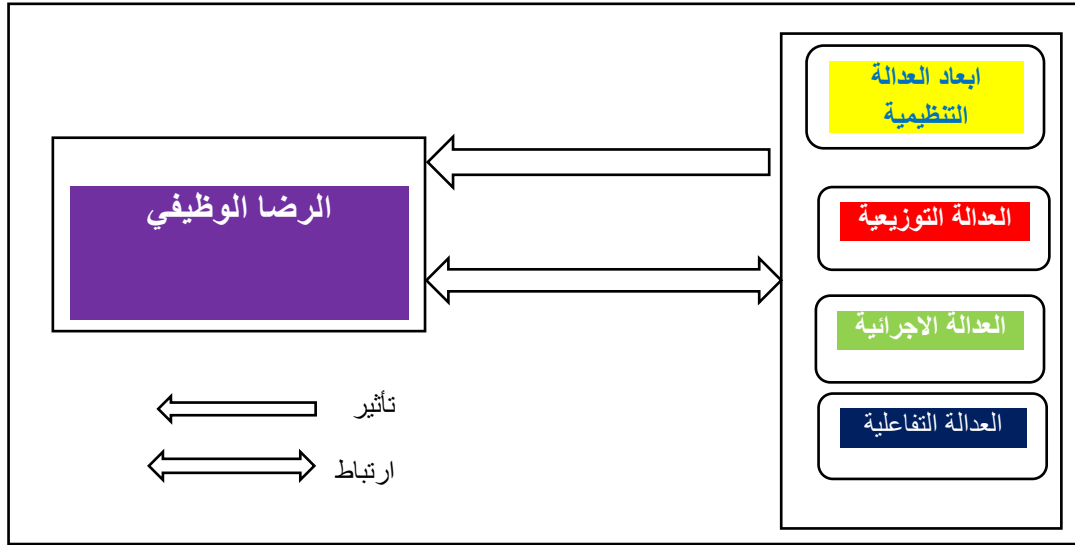 ابعاد العدالة
التنظيمية
الرضا الوظيفي
العدالة التوزيعية
العدالة الاجرائية
العدالة التفاعلية
تأثير
ارتباط